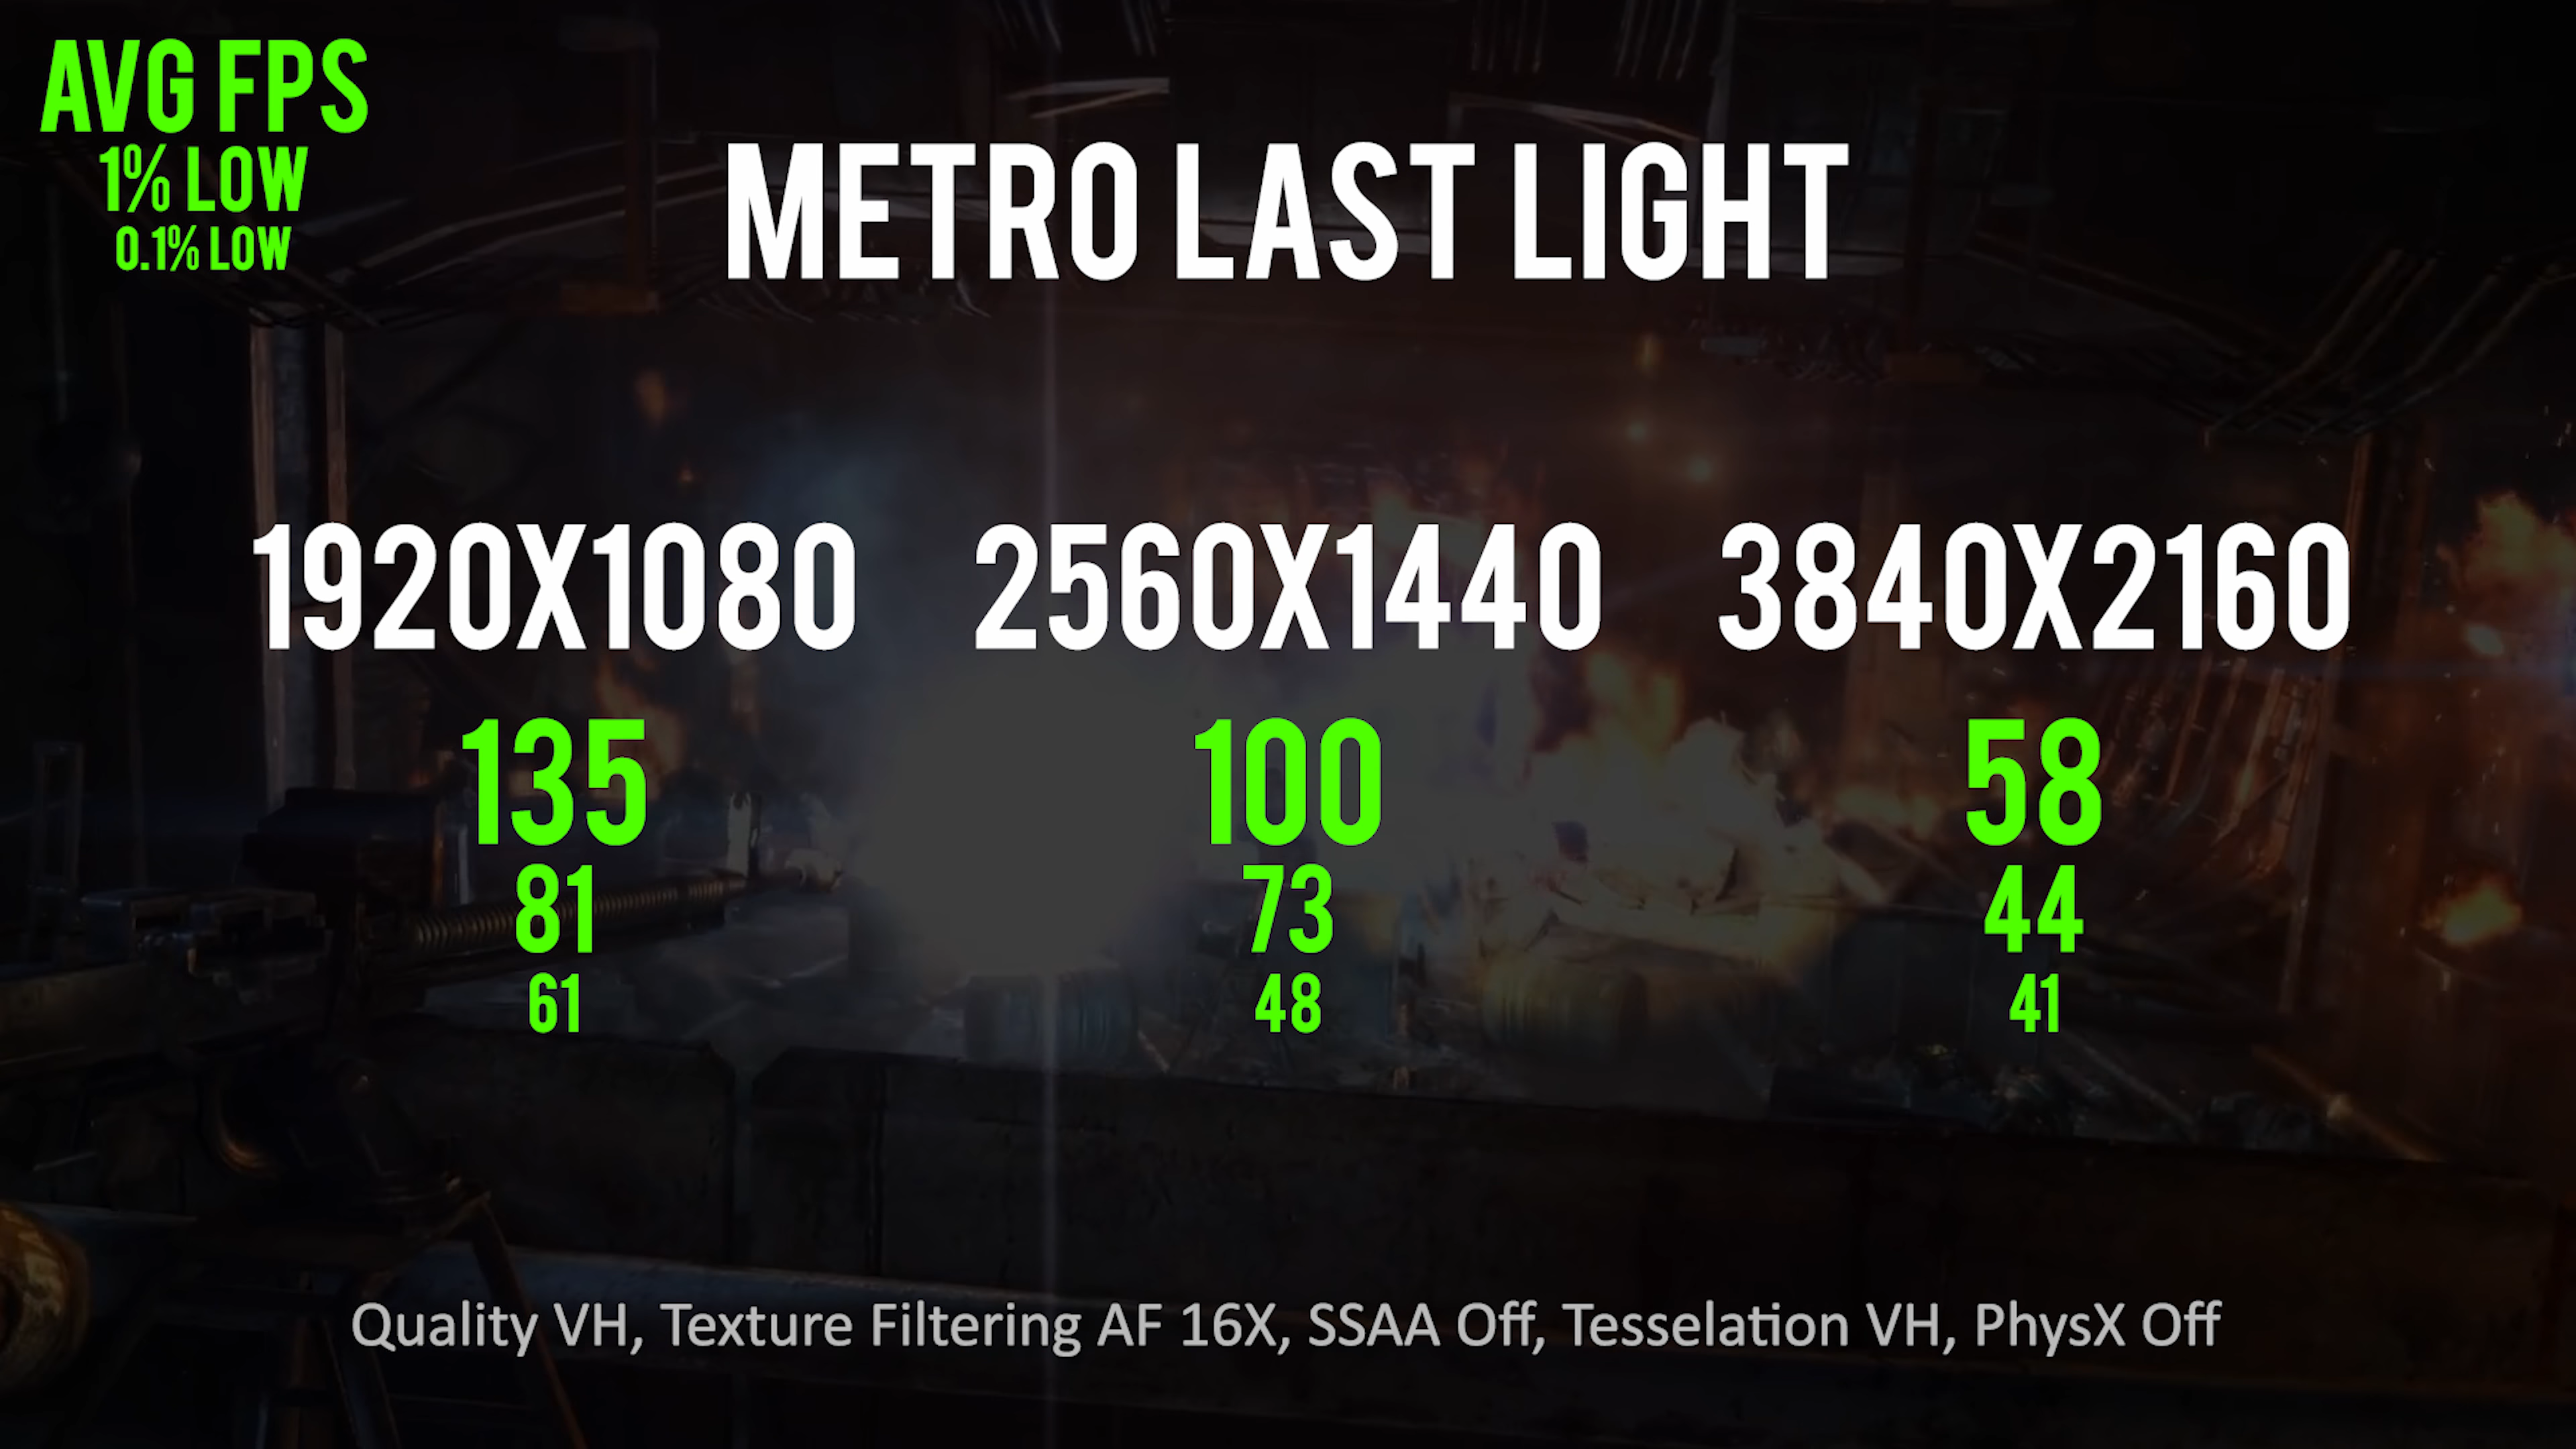 AVG FPS
1% LOW
0.1% LOW
METRO LAST LIGHT
1920X1080 2560X1440 3840X2160
135 100 58
81 73 44
61 48 41
Quality VH, Texture Filtering AF 16X, SSAA Off, Tesselation VH, PhysX Off